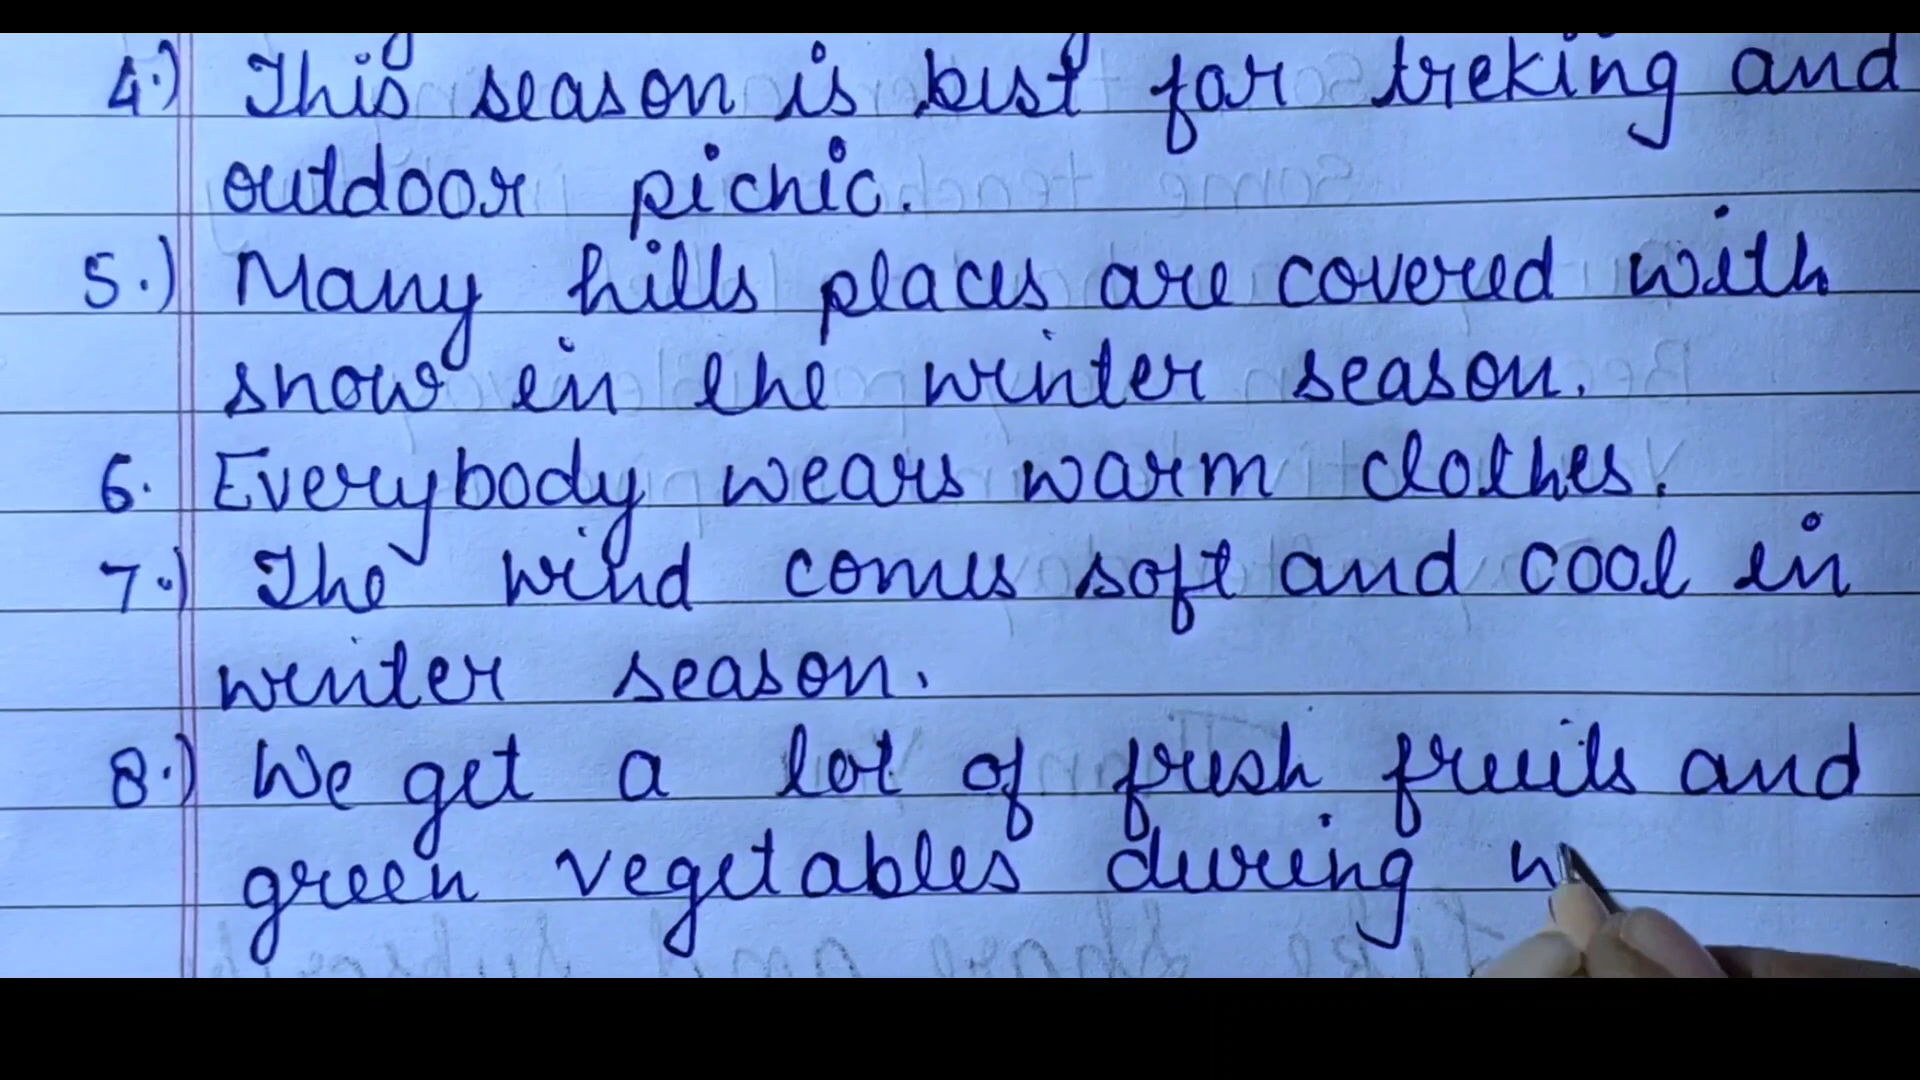 4.) This season is best for treking and
outdoor picnic.
5.) Many hills places are covered with
snow in the winter season.
6. Everybody wears warm clothes.
7.) The wind comes soft and cool in
winter season.
8.) We get a lot of fresh fruits and
green vegetables during